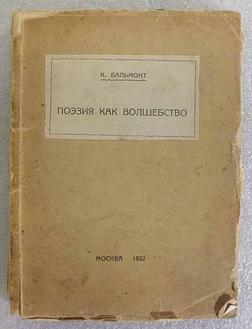 К. БАЛЬМОНТ
ПОЭЗИЯ КАК ВОЛШЕБСТВО
МОСКВА 1922